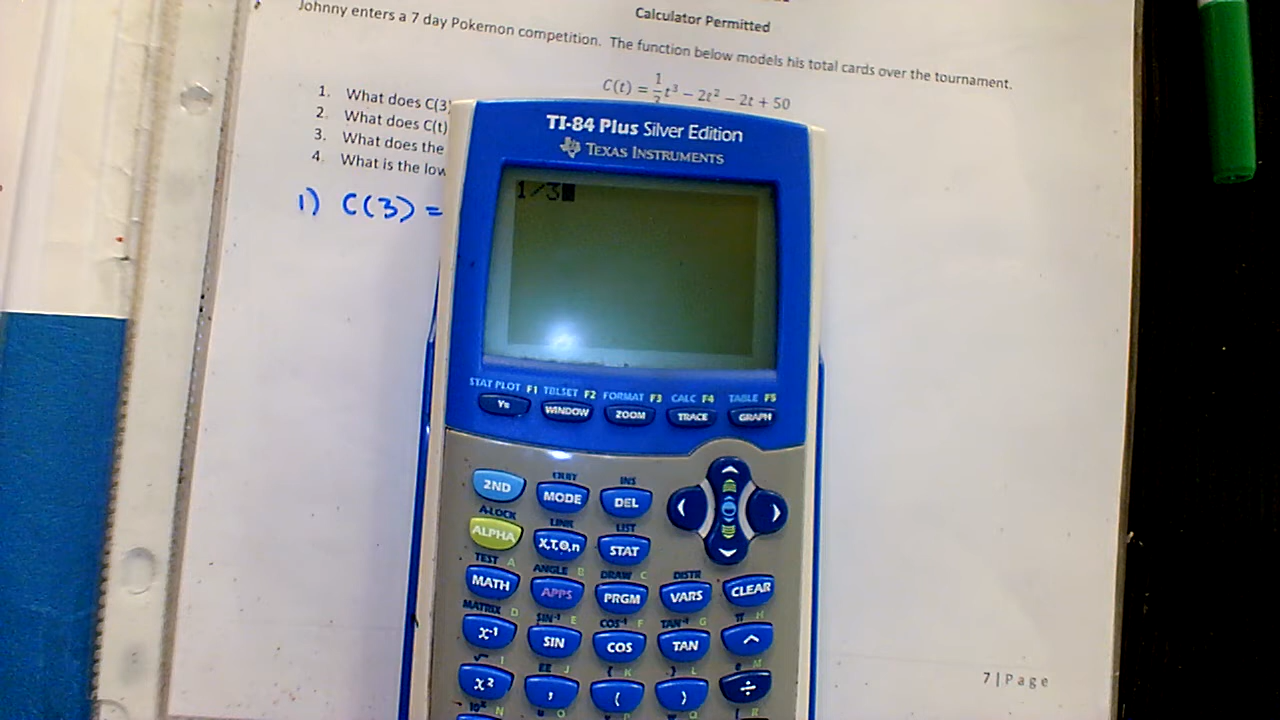 Calculator Permitted
Johnny enters a 7 day Pokemon competition. The function below models his total cards over the tournament.
C(t) = 1/3 t³ − 2t² − 2t + 50
1. What does C(3)
2. What does C(t)
3. What does the
4. What is the low
1) C(3) =
TI-84 Plus Silver Edition
TEXAS INSTRUMENTS
1/3
STAT PLOT F1 TBLSET F2 FORMAT F3 CALC F4 TABLE F5
Y= WINDOW ZOOM TRACE GRAPH
QUIT INS
2ND MODE DEL
A-LOCK LINK LIST
ALPHA X,T,Θ,n STAT
TEST A ANGLE B DRAW C DISTR
MATH APPS PRGM VARS CLEAR
MATRIX D SIN⁻¹ E COS⁻¹ F TAN⁻¹ G π H
x⁻¹ SIN COS TAN ^
√ I EE J { K } L e M
x² , ( ) ÷
10ˣ N
7 | Page